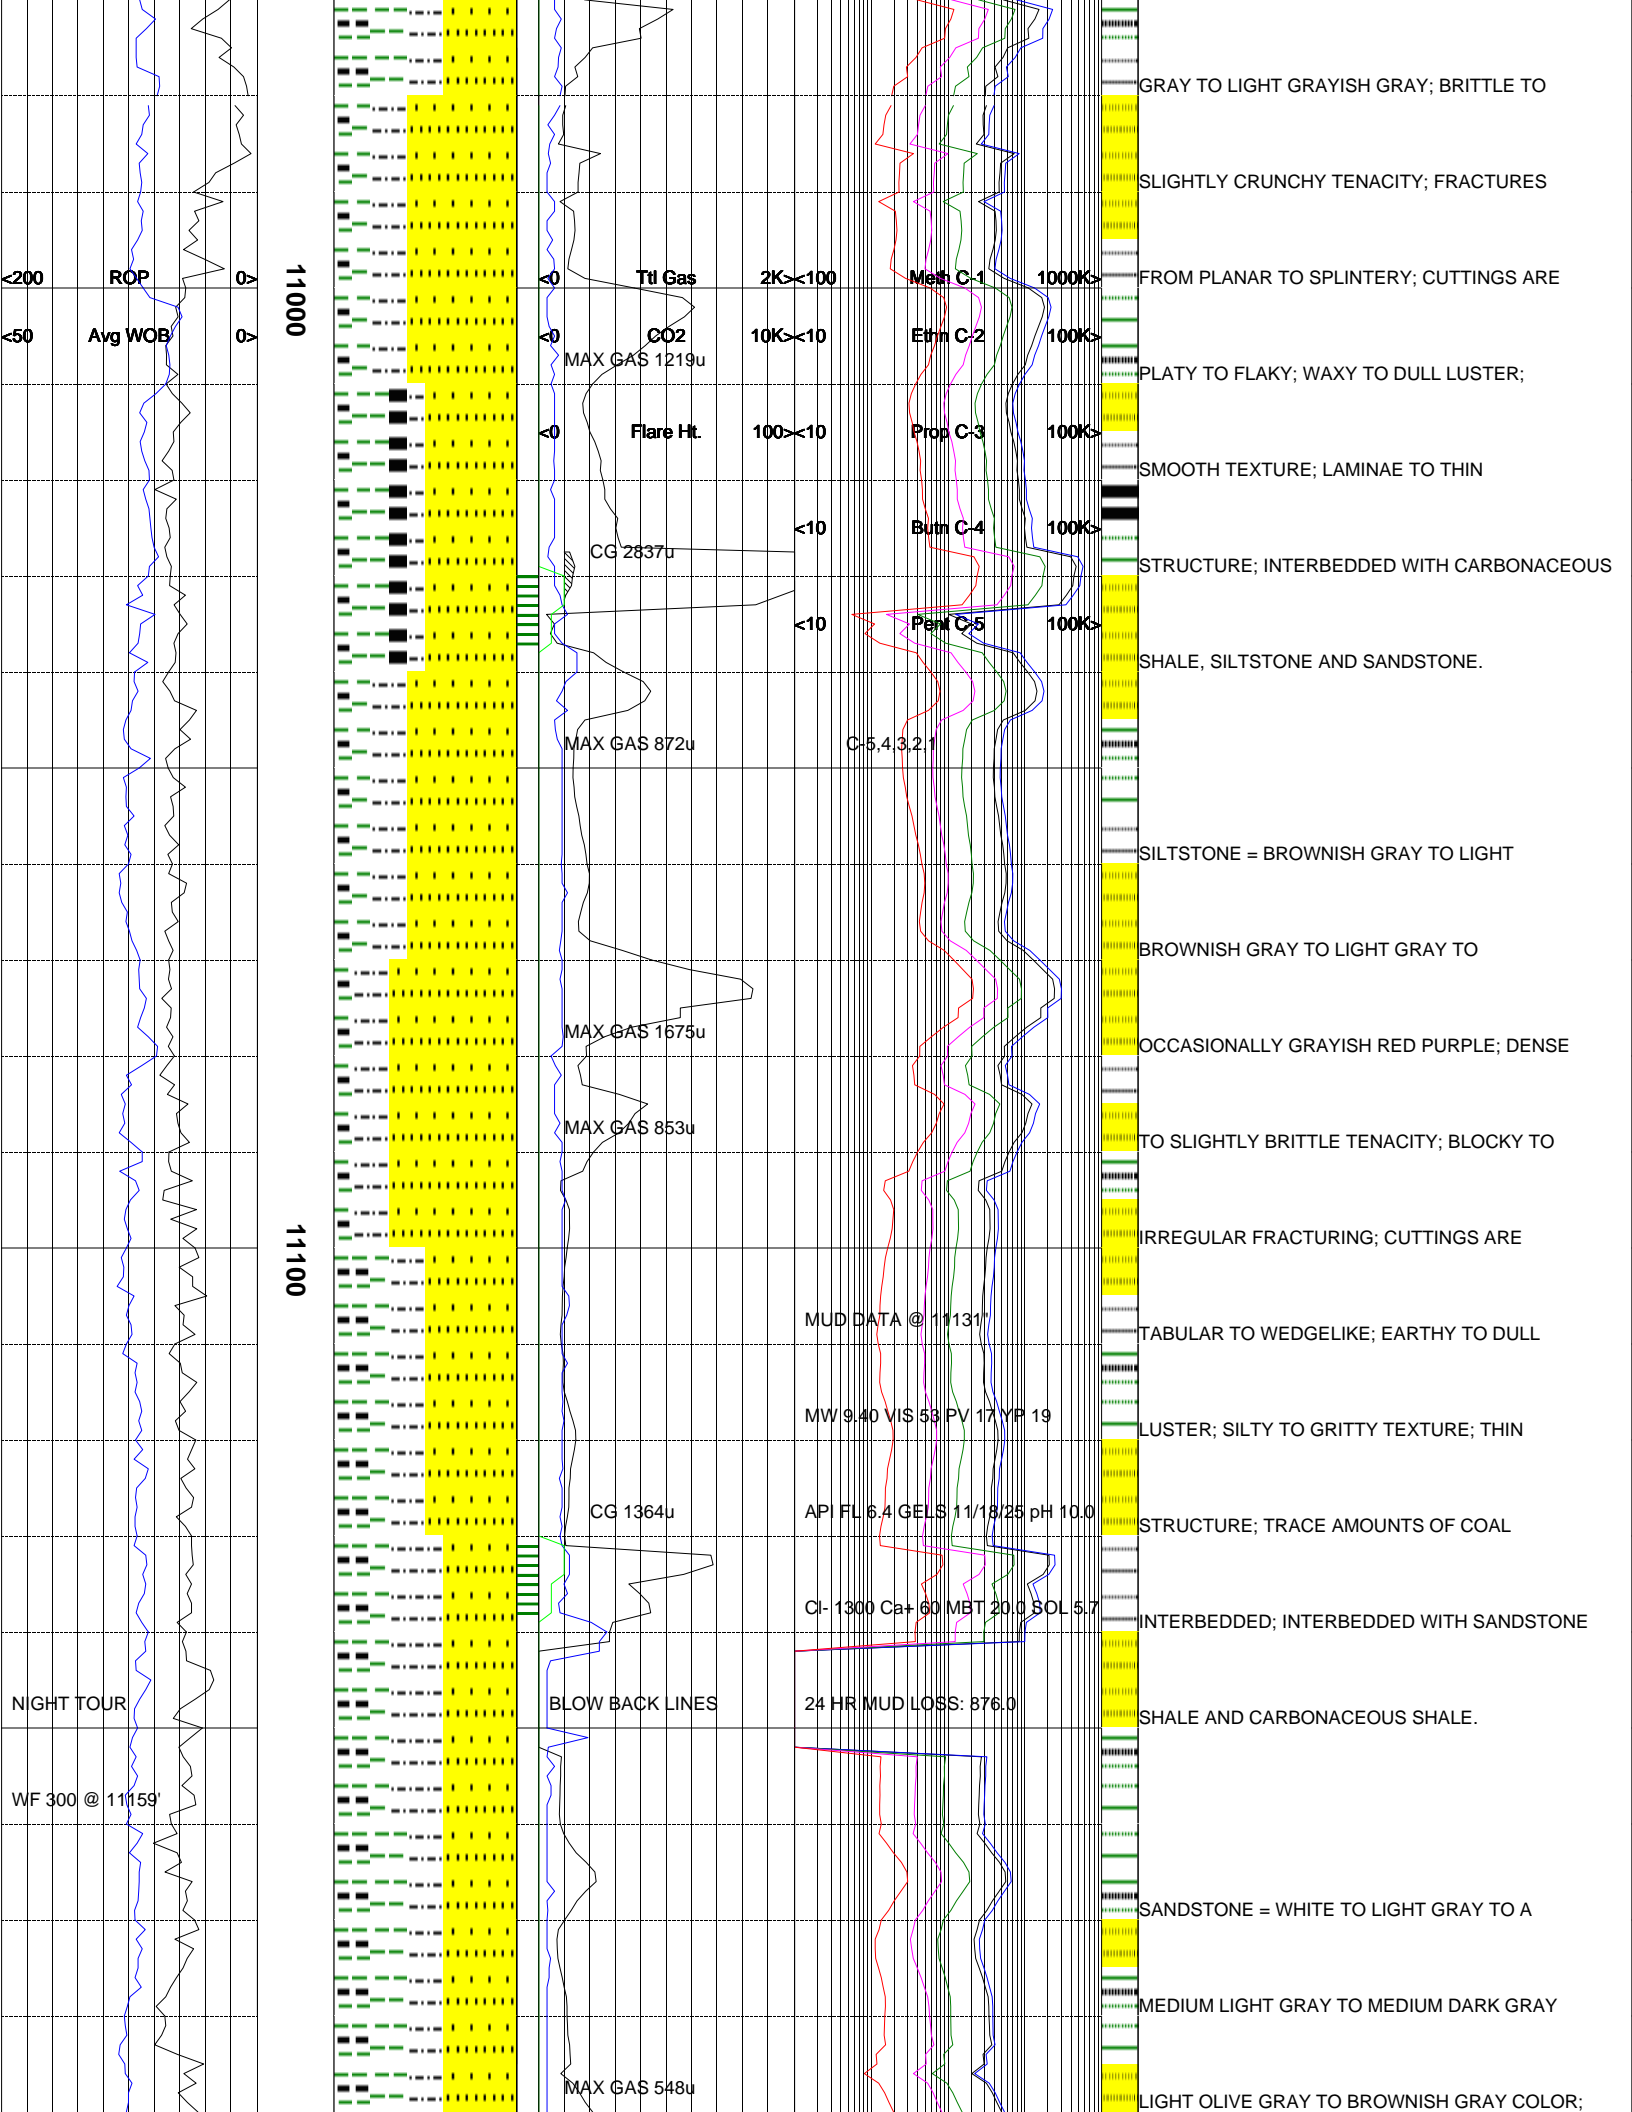 GRAY TO LIGHT GRAYISH GRAY; BRITTLE TO
SLIGHTLY CRUNCHY TENACITY; FRACTURES
<200 ROP 0> 11000 <0 Ttl Gas 2K> <100 Meth C-1 1000K> FROM PLANAR TO SPLINTERY; CUTTINGS ARE
<50 Avg WOB 0> <0 CO2 10K> <10 Ethn C-2 100K>
MAX GAS 1219u
PLATY TO FLAKY; WAXY TO DULL LUSTER;
<0 Flare Ht. 100> <10 Prop C-3 100K>
SMOOTH TEXTURE; LAMINAE TO THIN
<10 Butn C-4 100K>
CG 2837u
STRUCTURE; INTERBEDDED WITH CARBONACEOUS
<10 Pent C-5 100K>
SHALE, SILTSTONE AND SANDSTONE.
MAX GAS 872u C-5,4,3,2,1
SILTSTONE = BROWNISH GRAY TO LIGHT
BROWNISH GRAY TO LIGHT GRAY TO
MAX GAS 1675u
OCCASIONALLY GRAYISH RED PURPLE; DENSE
MAX GAS 853u
TO SLIGHTLY BRITTLE TENACITY; BLOCKY TO
11100 IRREGULAR FRACTURING; CUTTINGS ARE
MUD DATA @ 11131'
TABULAR TO WEDGELIKE; EARTHY TO DULL
MW 9.40 VIS 53 PV 17 YP 19
LUSTER; SILTY TO GRITTY TEXTURE; THIN
CG 1364u API FL 6.4 GELS 11/18/25 pH 10.0
STRUCTURE; TRACE AMOUNTS OF COAL
Cl- 1300 Ca+ 60 MBT 20.0 SOL 5.7
INTERBEDDED; INTERBEDDED WITH SANDSTONE
NIGHT TOUR BLOW BACK LINES 24 HR MUD LOSS: 876.0
SHALE AND CARBONACEOUS SHALE.
WF 300 @ 11159'
SANDSTONE = WHITE TO LIGHT GRAY TO A
MEDIUM LIGHT GRAY TO MEDIUM DARK GRAY
MAX GAS 548u
LIGHT OLIVE GRAY TO BROWNISH GRAY COLOR;